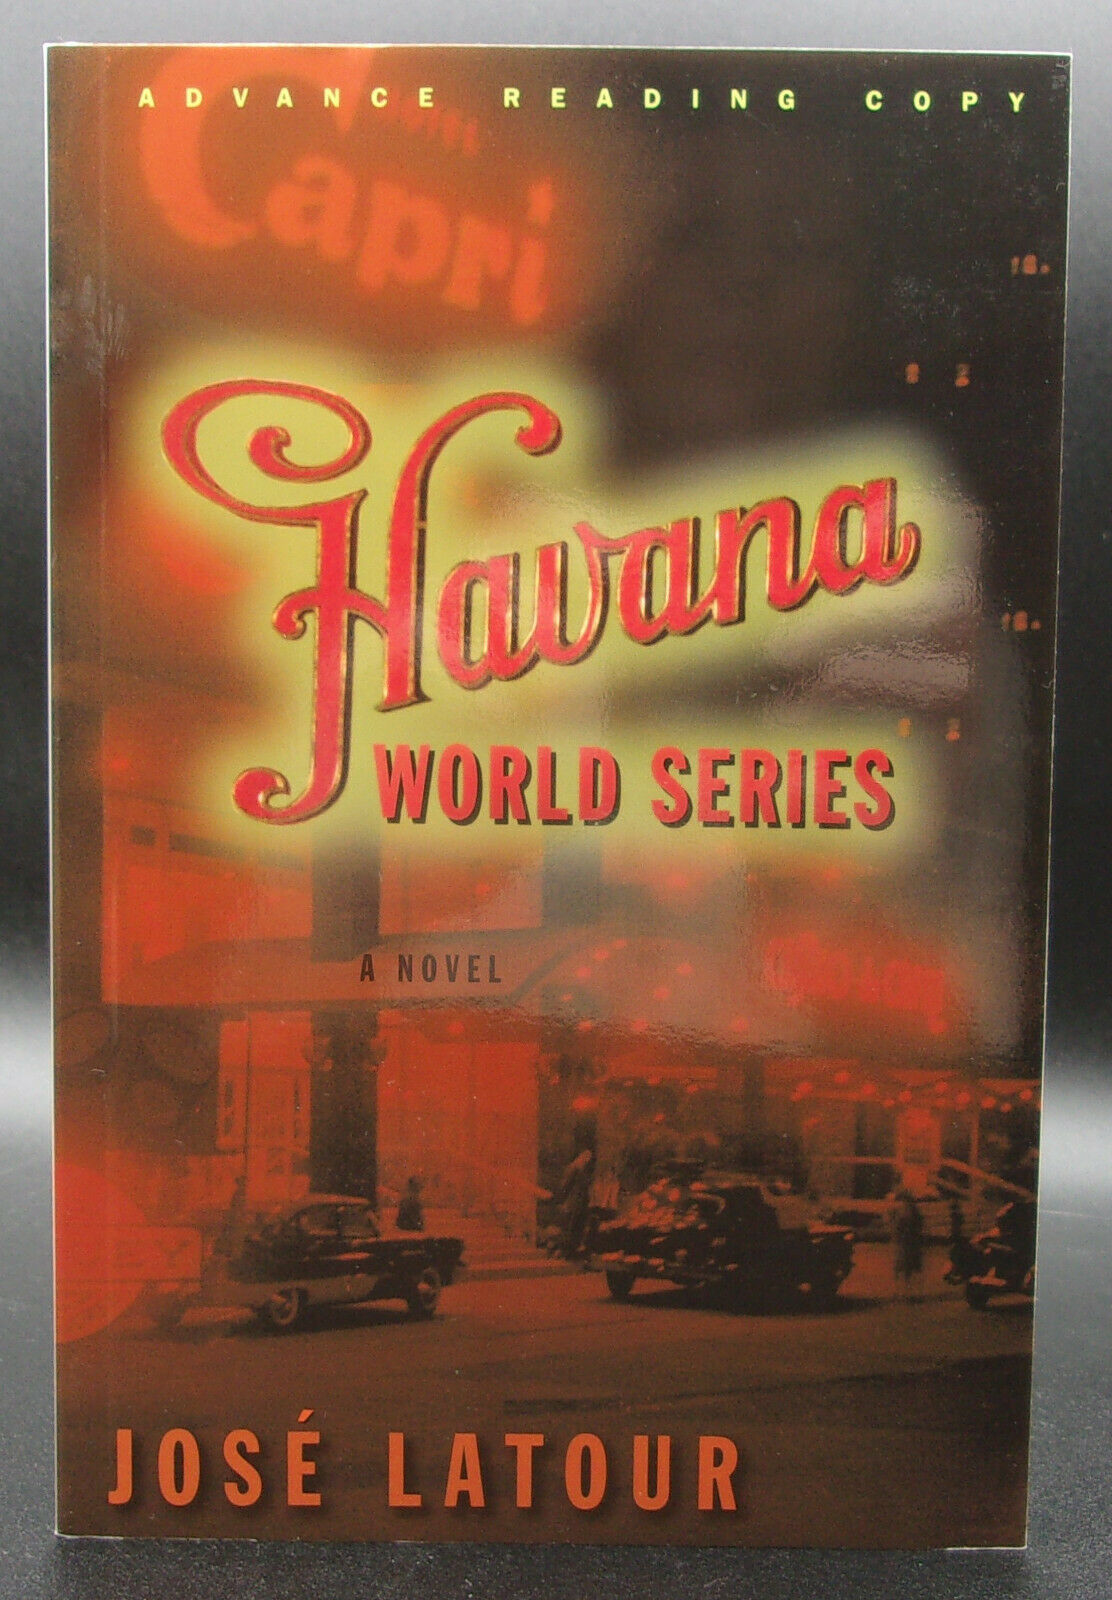 ADVANCE READING COPY
Capri
Havana
WORLD SERIES
A NOVEL
JOSÉ LATOUR